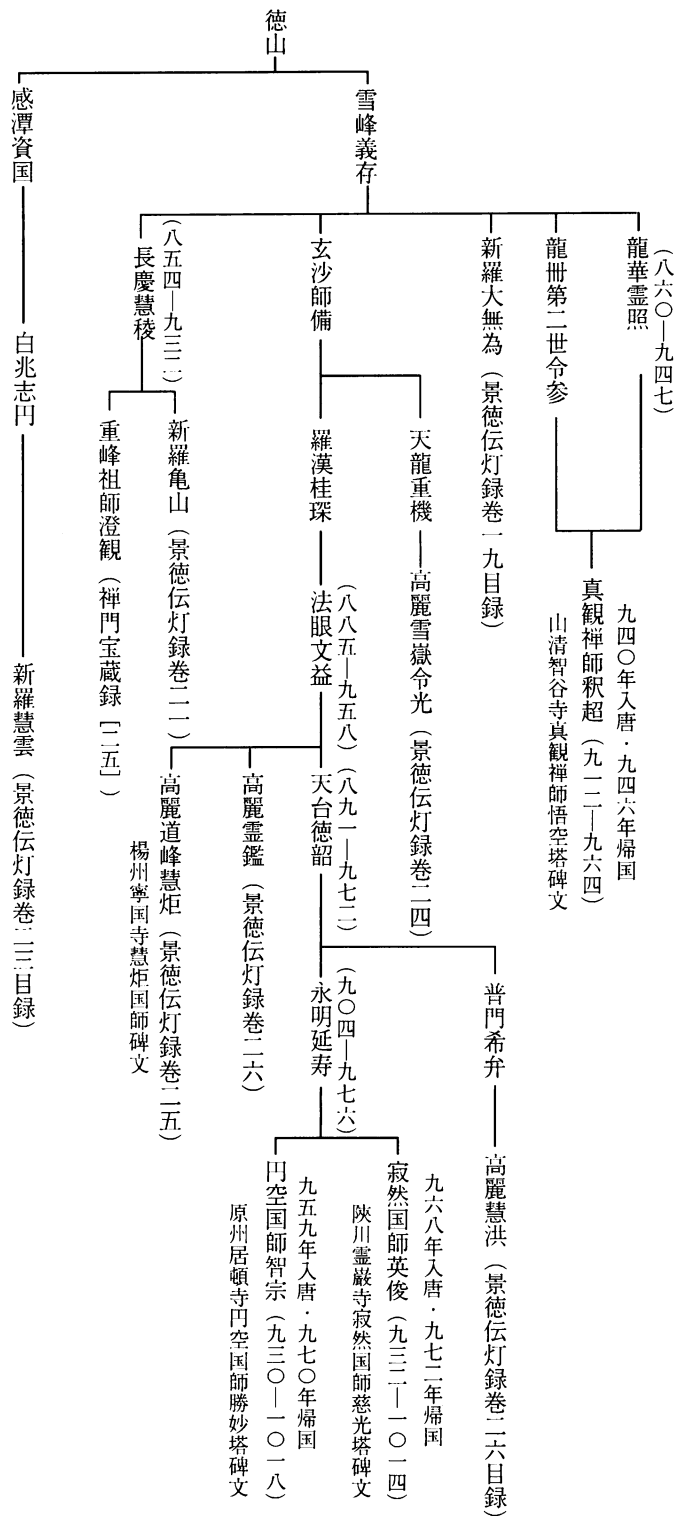 徳山
雪峰義存
感潭資国
龍華霊照
(八六〇―九四七)
龍冊第二世令参
新羅大無為(景徳伝灯録巻一九目録)
玄沙師備
長慶慧稜
(八五四―九三二)
白兆志円
真観禅師釈超(九一二―九六四)
九四〇年入唐・九四六年帰国
山清智谷寺真観禅師悟空塔碑文
天龍重機
高麗雪嶽令光(景徳伝灯録巻二四)
羅漢桂琛
法眼文益
(八八五―九五八)
新羅亀山(景徳伝灯録巻二一)
重峰祖師澄観(禅門宝蔵録[二五])
新羅慧雲(景徳伝灯録巻二三目録)
天台徳韶
(八九一―九七二)
高麗霊鑑(景徳伝灯録巻二六)
高麗道峰慧炬(景徳伝灯録巻二五)
楊州寧国寺慧炬国師碑文
普門希弁
高麗慧洪(景徳伝灯録巻二六目録)
永明延寿
(九〇四―九七六)
九六八年入唐・九七二年帰国
寂然国師英俊(九三二―一〇一四)
陜川霊巌寺寂然国師慈光塔碑文
九五九年入唐・九七〇年帰国
円空国師智宗(九三〇―一〇一八)
原州居頓寺円空国師勝妙塔碑文